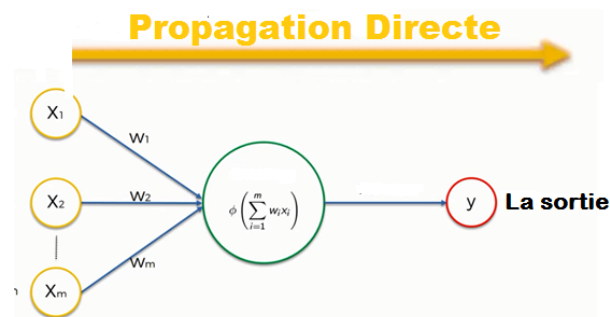 Propagation Directe
X1
W1
X2
W2
ϕ(∑_{i=1}^{m} w_i x_i)
y
La sortie
Wm
Xm